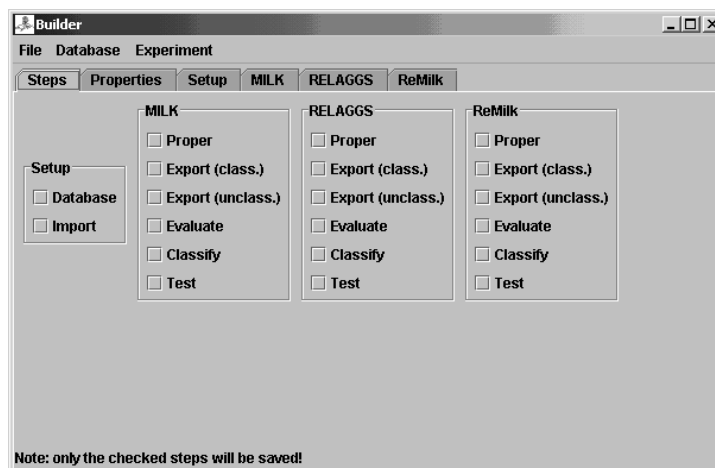 Builder
File Database Experiment
Steps Properties Setup MILK RELAGGS ReMilk
Setup
Database
Import
MILK
Proper
Export (class.)
Export (unclass.)
Evaluate
Classify
Test
RELAGGS
Proper
Export (class.)
Export (unclass.)
Evaluate
Classify
Test
ReMilk
Proper
Export (class.)
Export (unclass.)
Evaluate
Classify
Test
Note: only the checked steps will be saved!